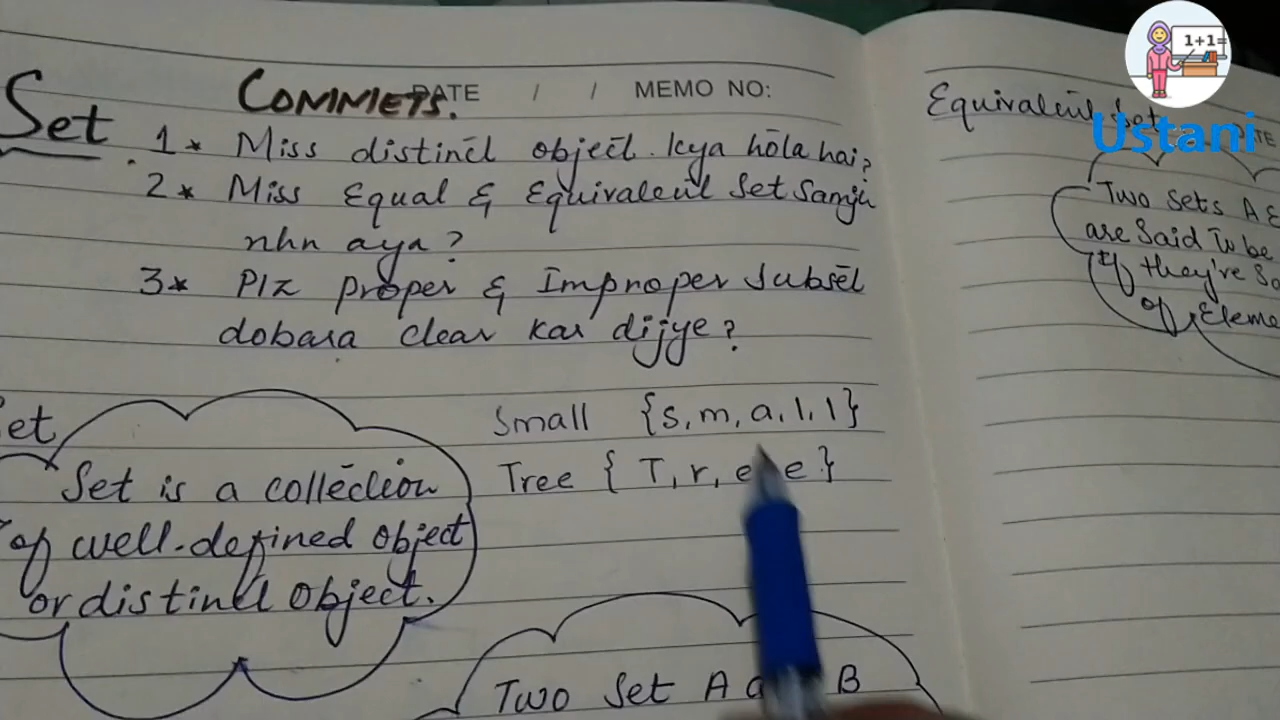 Set
COMMETS.
DATE / / MEMO NO:
1* Miss distinct object kya hota hai?
2* Miss Equal & Equivalent Set Samjh
nhn aya?
3* Plz proper & Improper Subset
dobara clear kar dijye?
et
Set is a collection
of well-defined object
or distinct object.
Small {s, m, a, l, l}
Tree { T, r, e, e }
Two Set A B
1+1=
Ustani
Equivalent Set
Two Sets A &
are Said To be
if they're Sa
of Eleme